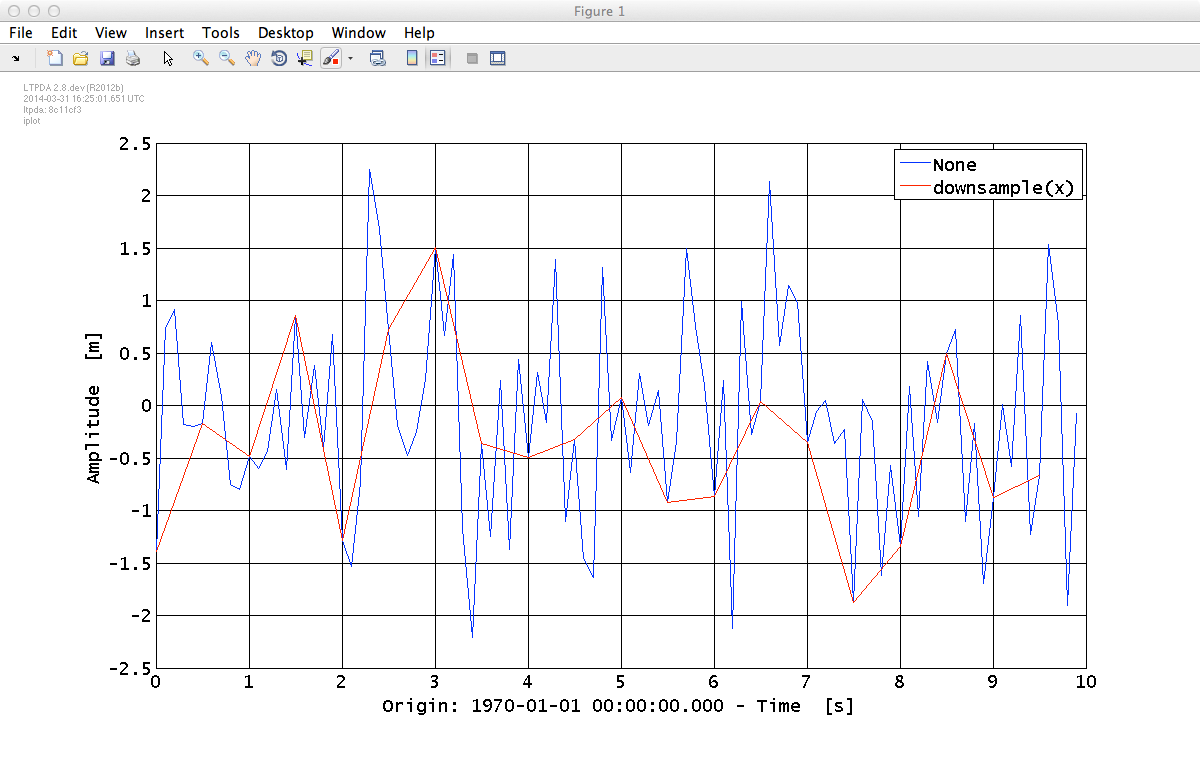 Figure 1
File Edit View Insert Tools Desktop Window Help
LTPDA 2.8.dev (R2012b)
2014-03-31 16:25:01.651 UTC
ltpda: 8c11cf3
iplot
2.5
2
1.5
1
0.5
0
-0.5
-1
-1.5
-2
-2.5
Amplitude [m]
None
downsample(x)
0 1 2 3 4 5 6 7 8 9 10
Origin: 1970-01-01 00:00:00.000 - Time [s]